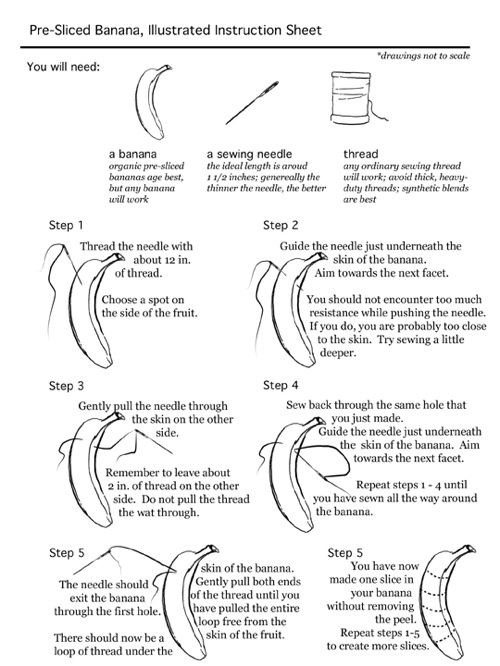 Pre-Sliced Banana, Illustrated Instruction Sheet
*drawings not to scale
You will need:
a banana
organic pre-sliced
bananas age best,
but any banana
will work
a sewing needle
the ideal length is aroud
1 1/2 inches; genereally the
thinner the needle, the better
thread
any ordinary sewing thread
will work; avoid thick, heavy-
duty threads; synthetic blends
are best
Step 1
Thread the needle with
about 12 in.
of thread.
Choose a spot on
the side of the fruit.
Step 2
Guide the needle just underneath the
skin of the banana.
Aim towards the next facet.
You should not encounter too much
resistance while pushing the needle.
If you do, you are probably too close
to the skin. Try sewing a little
deeper.
Step 3
Gently pull the needle through
the skin on the other
side.
Remember to leave about
2 in. of thread on the other
side. Do not pull the thread
the wat through.
Step 4
Sew back through the same hole that
you just made.
Guide the needle just underneath
the skin of the banana. Aim
towards the next facet.
Repeat steps 1 - 4 until
you have sewn all the way around
the banana.
Step 5
The needle should
exit the banana
through the first hole.
There should now be a
loop of thread under the
skin of the banana.
Gently pull both ends
of the thread until you
have pulled the entire
loop free from the
skin of the fruit.
Step 5
You have now
made one slice in
your banana
without removing
the peel.
Repeat steps 1-5
to create more slices.